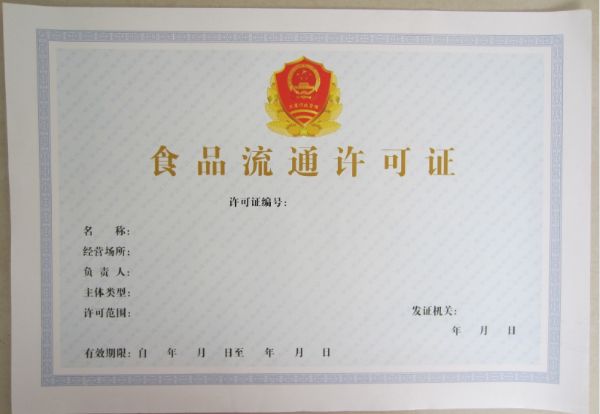 食品流通许可证
许可证编号:
名 称:
经营场所:
负 责 人:
主体类型:
许可范围:
发证机关:
年 月 日
有效期限: 自 年 月 日至 年 月 日